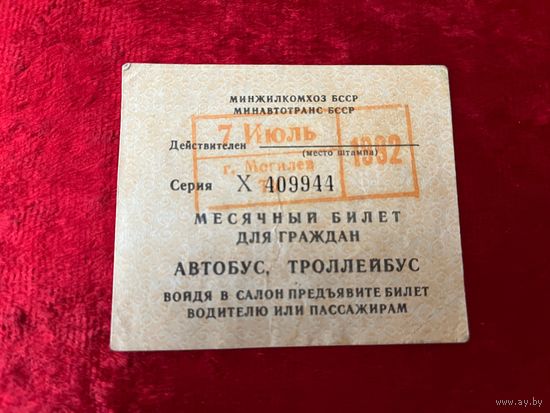 МИНЖИЛКОМХОЗ БССР
МИНАВТОТРАНС БССР
7 Июль
Действителен
(место штампа)
1992
г. Могилев
Серия X 409944
МЕСЯЧНЫЙ БИЛЕТ
ДЛЯ ГРАЖДАН
АВТОБУС, ТРОЛЛЕЙБУС
ВОЙДЯ В САЛОН ПРЕДЪЯВИТЕ БИЛЕТ
ВОДИТЕЛЮ ИЛИ ПАССАЖИРАМ
www.ay.by